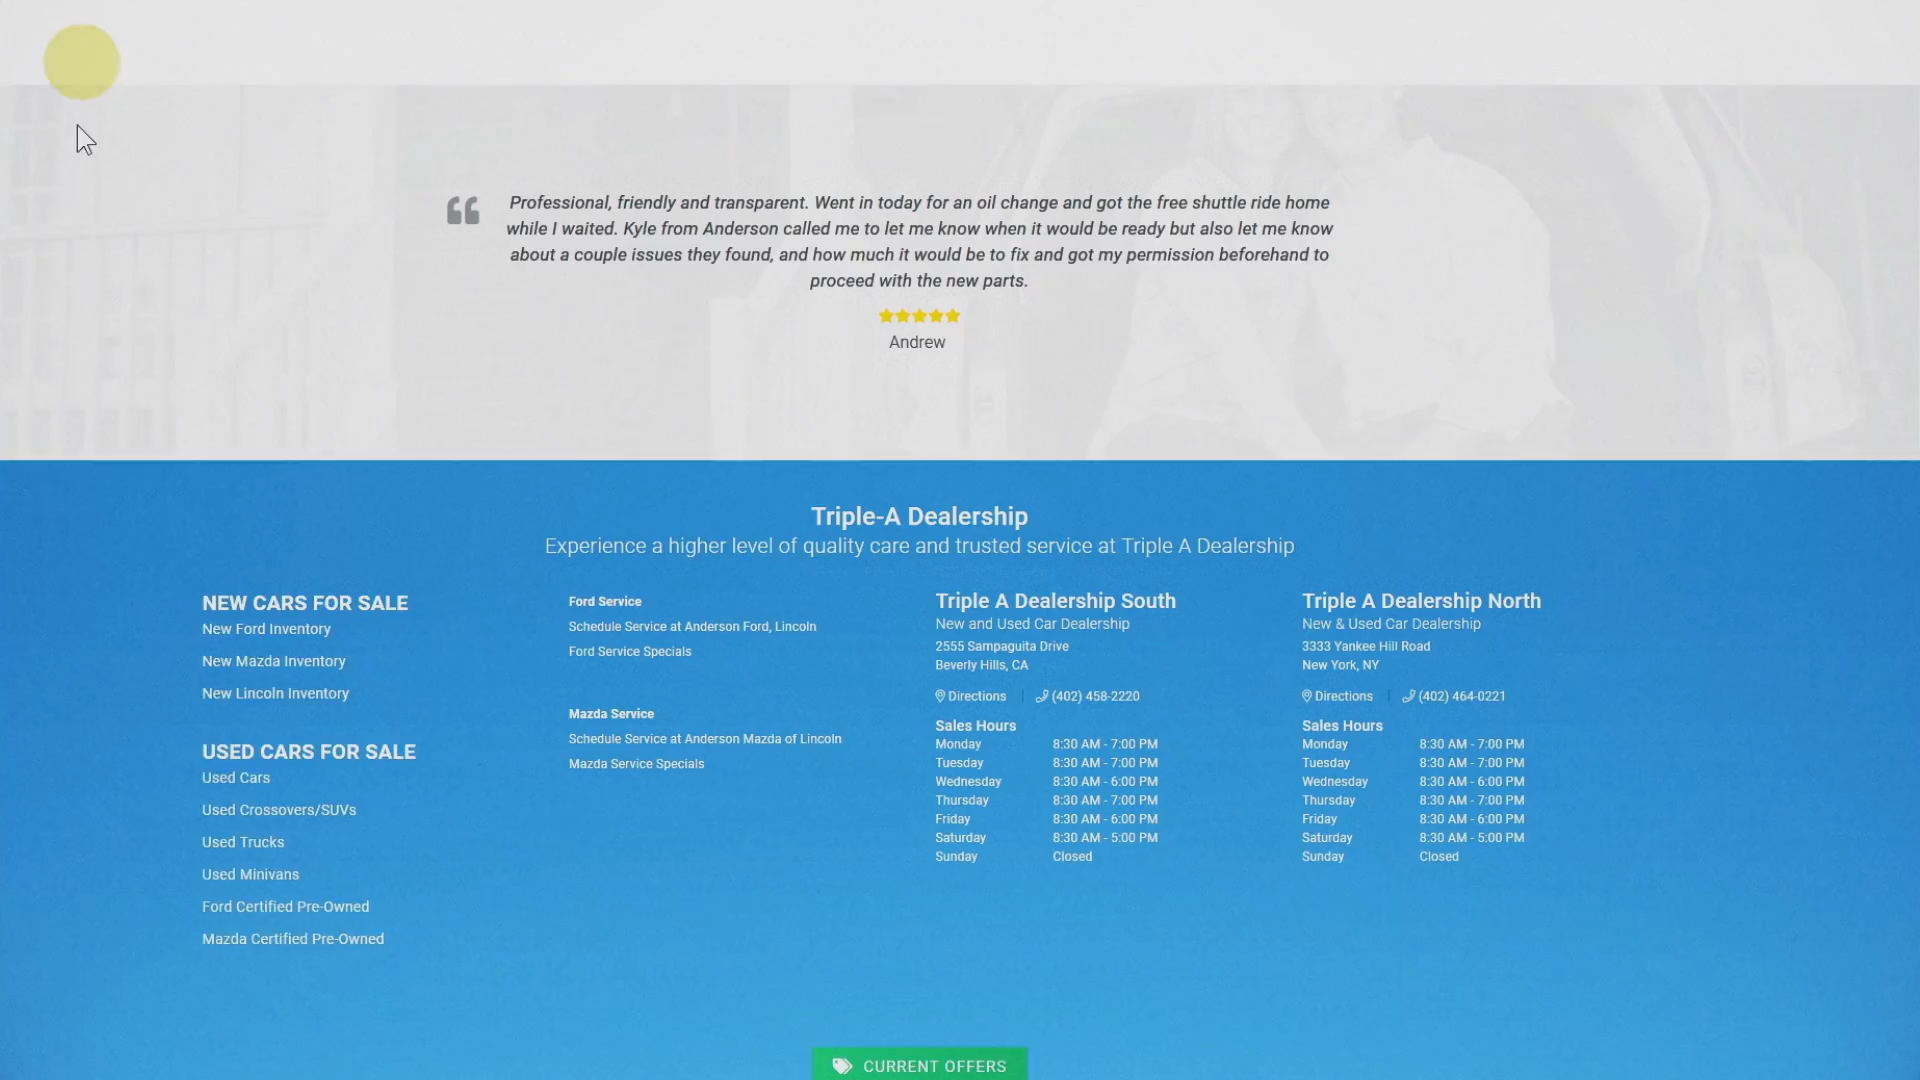 Professional, friendly and transparent. Went in today for an oil change and got the free shuttle ride home
while I waited. Kyle from Anderson called me to let me know when it would be ready but also let me know
about a couple issues they found, and how much it would be to fix and got my permission beforehand to
proceed with the new parts.
Andrew
Triple-A Dealership
Experience a higher level of quality care and trusted service at Triple A Dealership
NEW CARS FOR SALE
New Ford Inventory
New Mazda Inventory
New Lincoln Inventory
USED CARS FOR SALE
Used Cars
Used Crossovers/SUVs
Used Trucks
Used Minivans
Ford Certified Pre-Owned
Mazda Certified Pre-Owned
Ford Service
Schedule Service at Anderson Ford, Lincoln
Ford Service Specials
Mazda Service
Schedule Service at Anderson Mazda of Lincoln
Mazda Service Specials
Triple A Dealership South
New and Used Car Dealership
2555 Sampaguita Drive
Beverly Hills, CA
Directions | (402) 458-2220
Sales Hours
Monday 8:30 AM - 7:00 PM
Tuesday 8:30 AM - 7:00 PM
Wednesday 8:30 AM - 6:00 PM
Thursday 8:30 AM - 7:00 PM
Friday 8:30 AM - 6:00 PM
Saturday 8:30 AM - 5:00 PM
Sunday Closed
Triple A Dealership North
New & Used Car Dealership
3333 Yankee Hill Road
New York, NY
Directions | (402) 464-0221
Sales Hours
Monday 8:30 AM - 7:00 PM
Tuesday 8:30 AM - 7:00 PM
Wednesday 8:30 AM - 6:00 PM
Thursday 8:30 AM - 7:00 PM
Friday 8:30 AM - 6:00 PM
Saturday 8:30 AM - 5:00 PM
Sunday Closed
CURRENT OFFERS